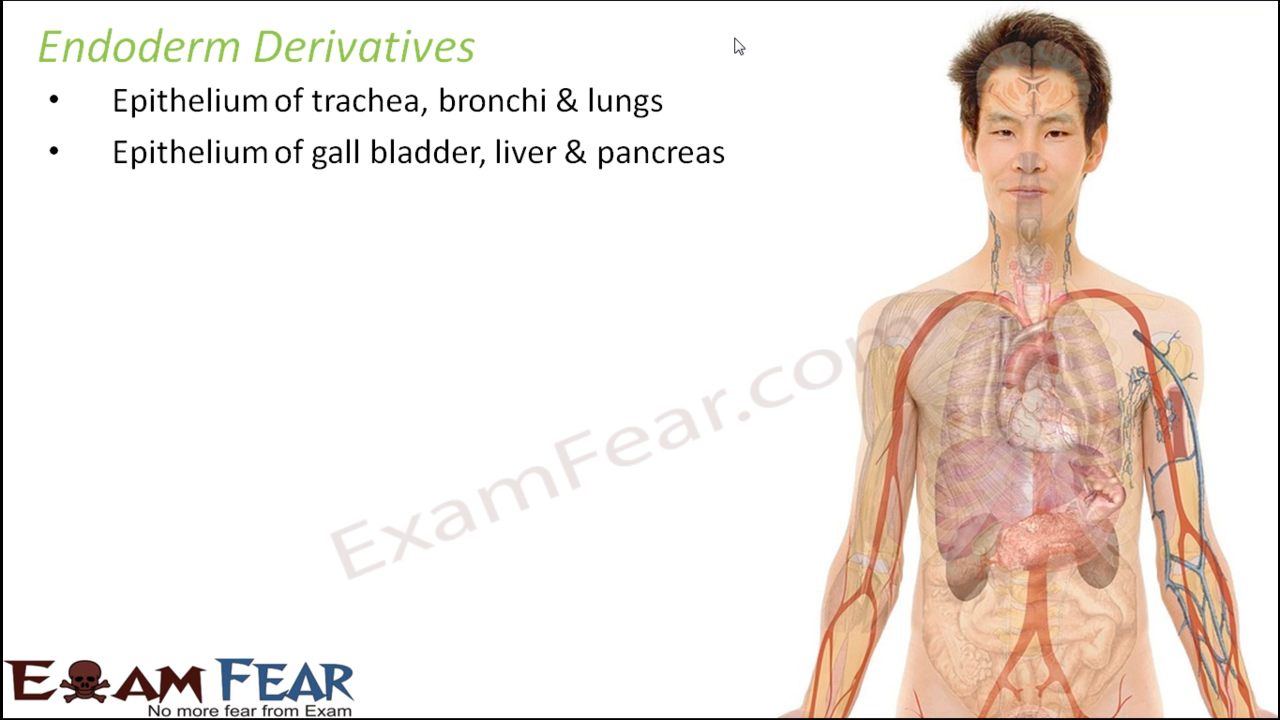 Endoderm Derivatives
• Epithelium of trachea, bronchi & lungs
• Epithelium of gall bladder, liver & pancreas
ExamFear.com
EXAM FEAR
No more fear from Exam